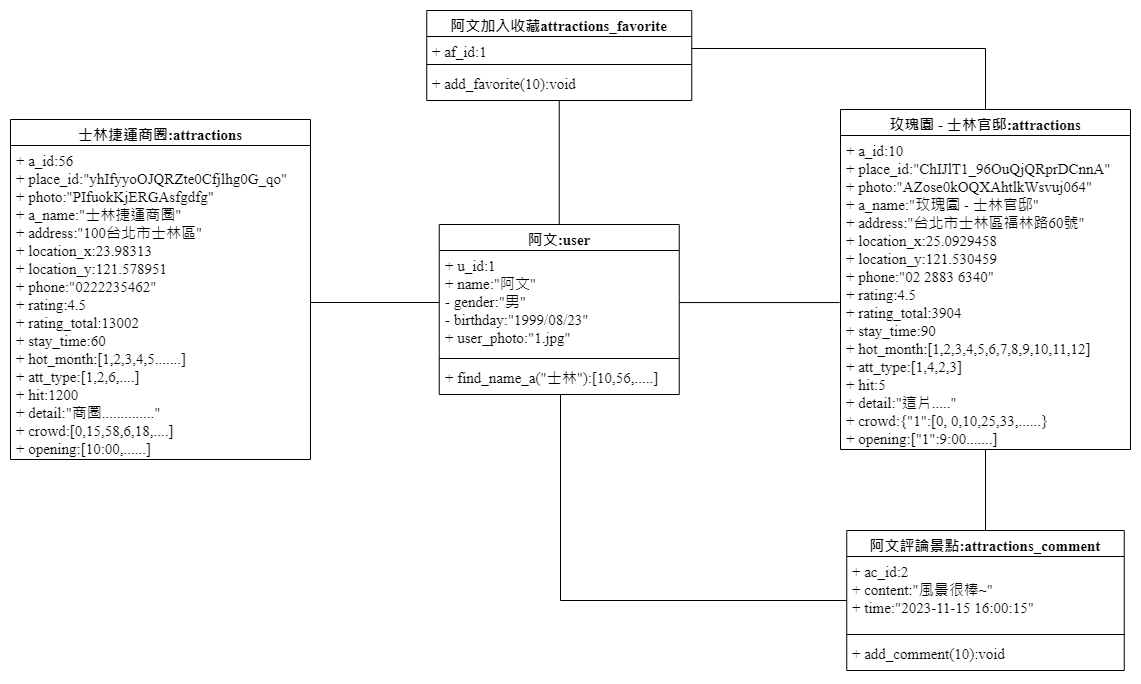 阿文加入收藏attractions_favorite
+ af_id:1
+ add_favorite(10):void
士林捷運商圈:attractions
+ a_id:56
+ place_id:"yhIfyyoOJQRZte0Cfjlhg0G_qo"
+ photo:"PIfuokKjERGAsfgdfg"
+ a_name:"士林捷運商圈"
+ address:"100台北市士林區"
+ location_x:23.98313
+ location_y:121.578951
+ phone:"0222235462"
+ rating:4.5
+ rating_total:13002
+ stay_time:60
+ hot_month:[1,2,3,4,5.......]
+ att_type:[1,2,6,....]
+ hit:1200
+ detail:"商圈.............."
+ crowd:[0,15,58,6,18,....]
+ opening:[10:00,......]
阿文:user
+ u_id:1
+ name:"阿文"
- gender:"男"
- birthday:"1999/08/23"
+ user_photo:"1.jpg"
+ find_name_a("士林"):[10,56,.....]
玫瑰園 - 士林官邸:attractions
+ a_id:10
+ place_id:"ChIJlT1_96OuQjQRprDCnnA"
+ photo:"AZose0kOQXAhtlkWsvuj064"
+ a_name:"玫瑰園 - 士林官邸"
+ address:"台北市士林區福林路60號"
+ location_x:25.0929458
+ location_y:121.530459
+ phone:"02 2883 6340"
+ rating:4.5
+ rating_total:3904
+ stay_time:90
+ hot_month:[1,2,3,4,5,6,7,8,9,10,11,12]
+ att_type:[1,4,2,3]
+ hit:5
+ detail:"這片....."
+ crowd:{"1":[0, 0,10,25,33,......}
+ opening:["1":9:00.......]
阿文評論景點:attractions_comment
+ ac_id:2
+ content:"風景很棒~"
+ time:"2023-11-15 16:00:15"
+ add_comment(10):void